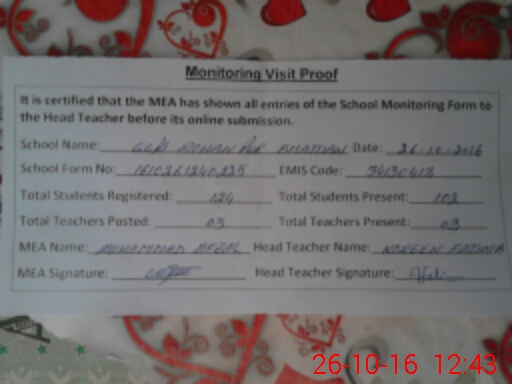 Monitoring Visit Proof
It is certified that the MEA has shown all entries of the School Monitoring Form to
the Head Teacher before its online submission.
School Name: Date: 26-10-2016
School Form No: EMIS Code:
Total Students Registered: 124 Total Students Present: 102
Total Teachers Posted: 03 Total Teachers Present: 03
MEA Name: MUHAMMAD AFZAL Head Teacher Name: NOREEN FATIMA
MEA Signature: Head Teacher Signature:
26-10-16 12:43